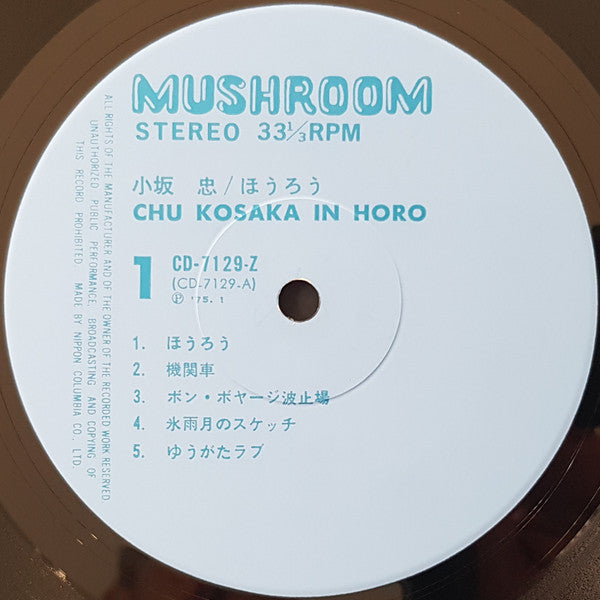 MUSHROOM
STEREO 33⅓RPM
小坂 忠/ほうろう
CHU KOSAKA IN HORO
1
CD-7129-Z
(CD-7129-A)
Ⓟ '75.1
1. ほうろう
2. 機関車
3. ボン・ボヤージ波止場
4. 氷雨月のスケッチ
5. ゆうがたラブ
ALL RIGHTS OF THE MANUFACTURER AND OF THE OWNER OF THE RECORDED WORK RESERVED
UNAUTHORIZED PUBLIC PERFORMANCE, BROADCASTING AND COPYING OF
THIS RECORD PROHIBITED. MADE BY NIPPON COLUMBIA CO., LTD.